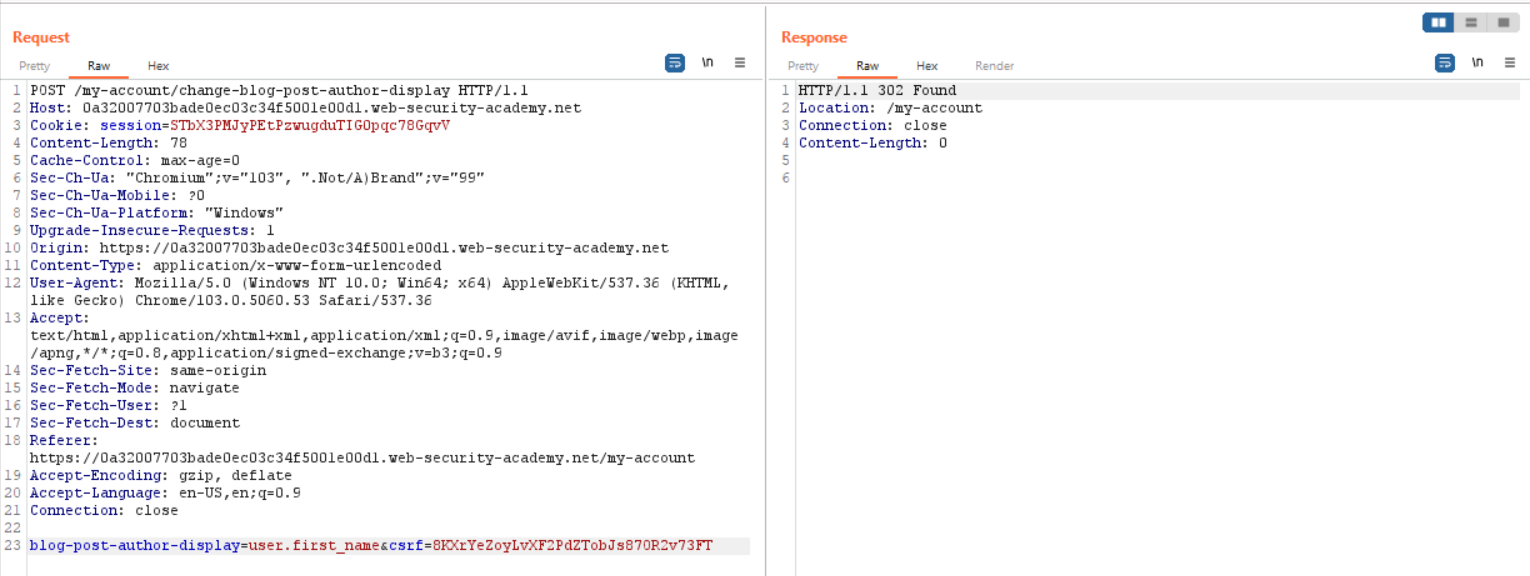 Request
Pretty Raw Hex
\n
1 POST /my-account/change-blog-post-author-display HTTP/1.1
2 Host: 0a32007703bade0ec03c34f5001e00d1.web-security-academy.net
3 Cookie: session=STbX3PMJyPEtPzwugduTIGOpqc78GqvV
4 Content-Length: 78
5 Cache-Control: max-age=0
6 Sec-Ch-Ua: "Chromium";v="103", ".Not/A)Brand";v="99"
7 Sec-Ch-Ua-Mobile: ?0
8 Sec-Ch-Ua-Platform: "Windows"
9 Upgrade-Insecure-Requests: 1
10 Origin: https://0a32007703bade0ec03c34f5001e00d1.web-security-academy.net
11 Content-Type: application/x-www-form-urlencoded
12 User-Agent: Mozilla/5.0 (Windows NT 10.0; Win64; x64) AppleWebKit/537.36 (KHTML,
like Gecko) Chrome/103.0.5060.53 Safari/537.36
13 Accept:
text/html,application/xhtml+xml,application/xml;q=0.9,image/avif,image/webp,image
/apng,*/*;q=0.8,application/signed-exchange;v=b3;q=0.9
14 Sec-Fetch-Site: same-origin
15 Sec-Fetch-Mode: navigate
16 Sec-Fetch-User: ?1
17 Sec-Fetch-Dest: document
18 Referer:
https://0a32007703bade0ec03c34f5001e00d1.web-security-academy.net/my-account
19 Accept-Encoding: gzip, deflate
20 Accept-Language: en-US,en;q=0.9
21 Connection: close
22
23 blog-post-author-display=user.first_name&csrf=8KXrYeZoyLvXF2PdZTobJs870R2v73FT
Response
Pretty Raw Hex Render
\n
1 HTTP/1.1 302 Found
2 Location: /my-account
3 Connection: close
4 Content-Length: 0
5
6